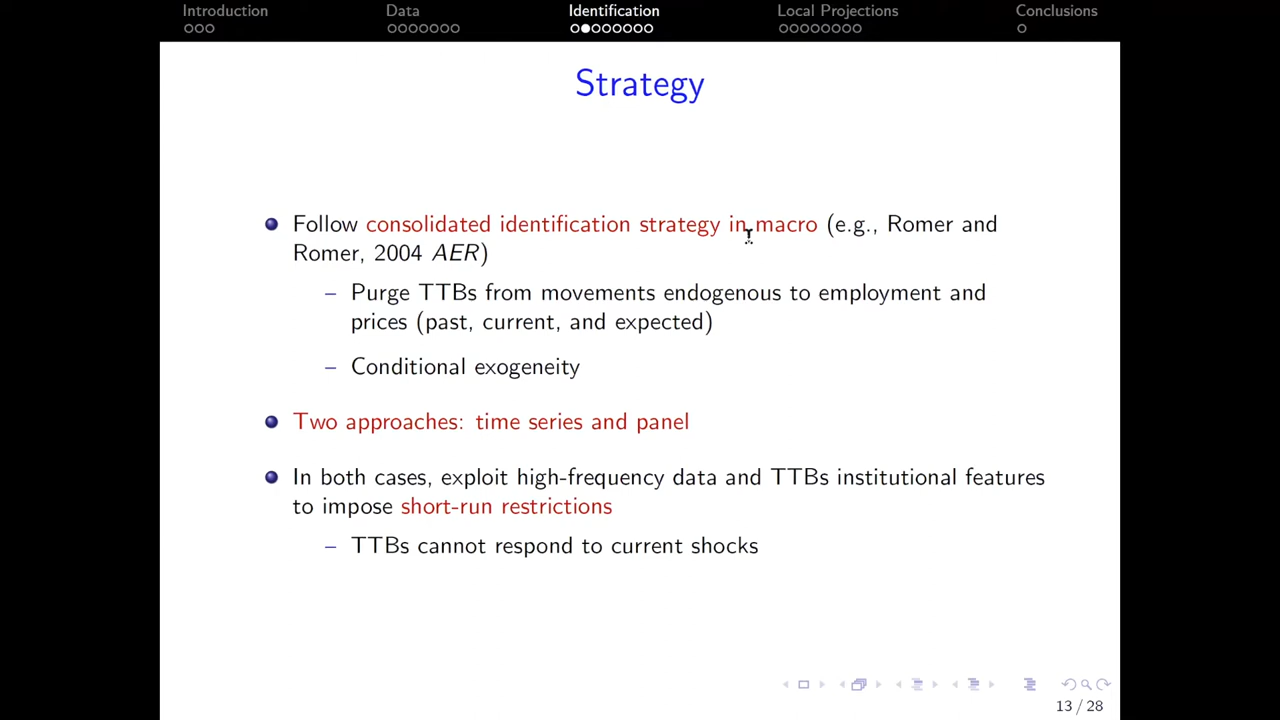 Introduction Data Identification Local Projections Conclusions
Strategy
Follow consolidated identification strategy in macro (e.g., Romer and
Romer, 2004 AER)
– Purge TTBs from movements endogenous to employment and
prices (past, current, and expected)
– Conditional exogeneity
Two approaches: time series and panel
In both cases, exploit high-frequency data and TTBs institutional features
to impose short-run restrictions
– TTBs cannot respond to current shocks
13 / 28